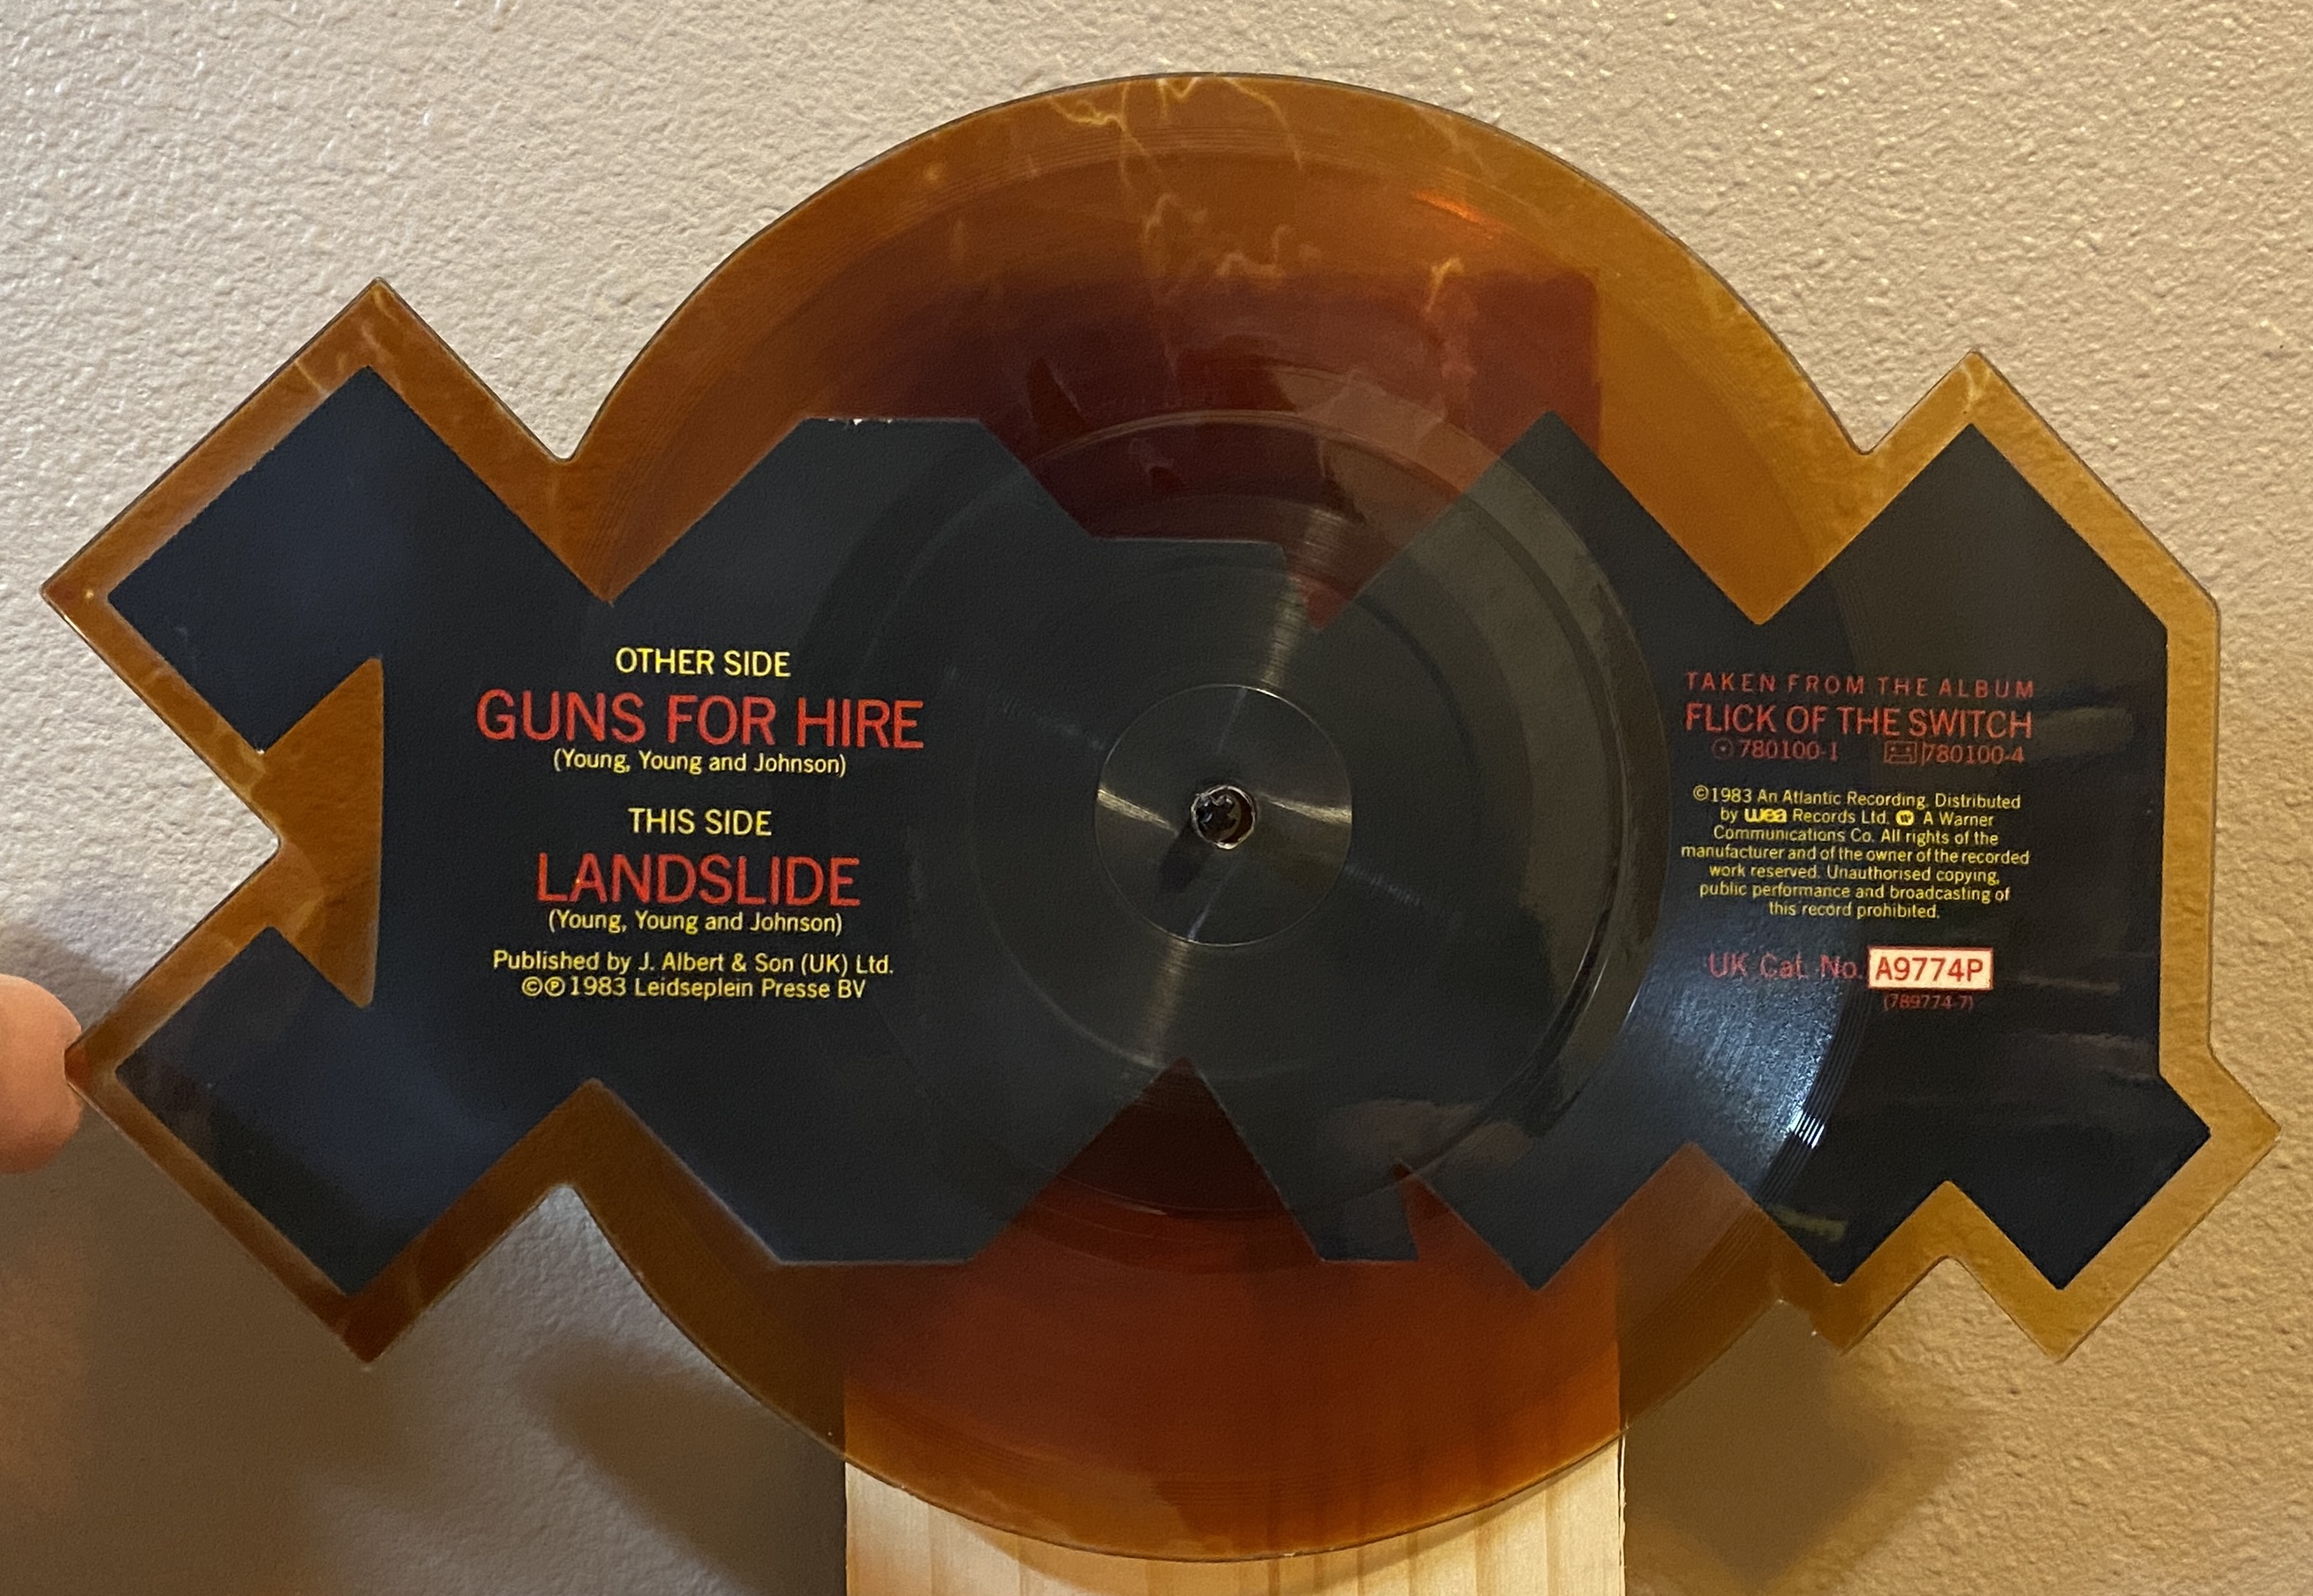 OTHER SIDE
GUNS FOR HIRE
(Young, Young and Johnson)
THIS SIDE
LANDSLIDE
(Young, Young and Johnson)
Published by J. Albert & Son (UK) Ltd.
©℗ 1983 Leidseplein Presse BV
TAKEN FROM THE ALBUM
FLICK OF THE SWITCH
780100-1 780100-4
©1983 An Atlantic Recording. Distributed
by wea Records Ltd. W A Warner
Communications Co. All rights of the
manufacturer and of the owner of the recorded
work reserved. Unauthorised copying,
public performance and broadcasting of
this record prohibited.
UK Cat. No. A9774P
(789774-7)